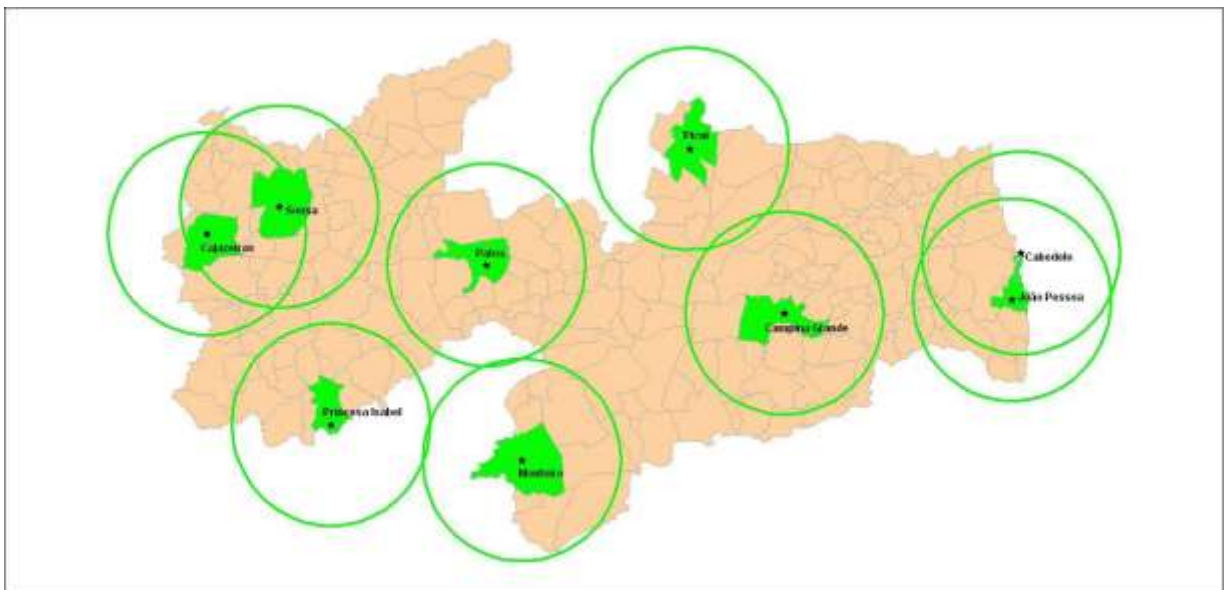 Picuí
Sousa
Cajazeiras
Patos
Cabedelo
João Pessoa
Campina Grande
Princesa Isabel
Monteiro